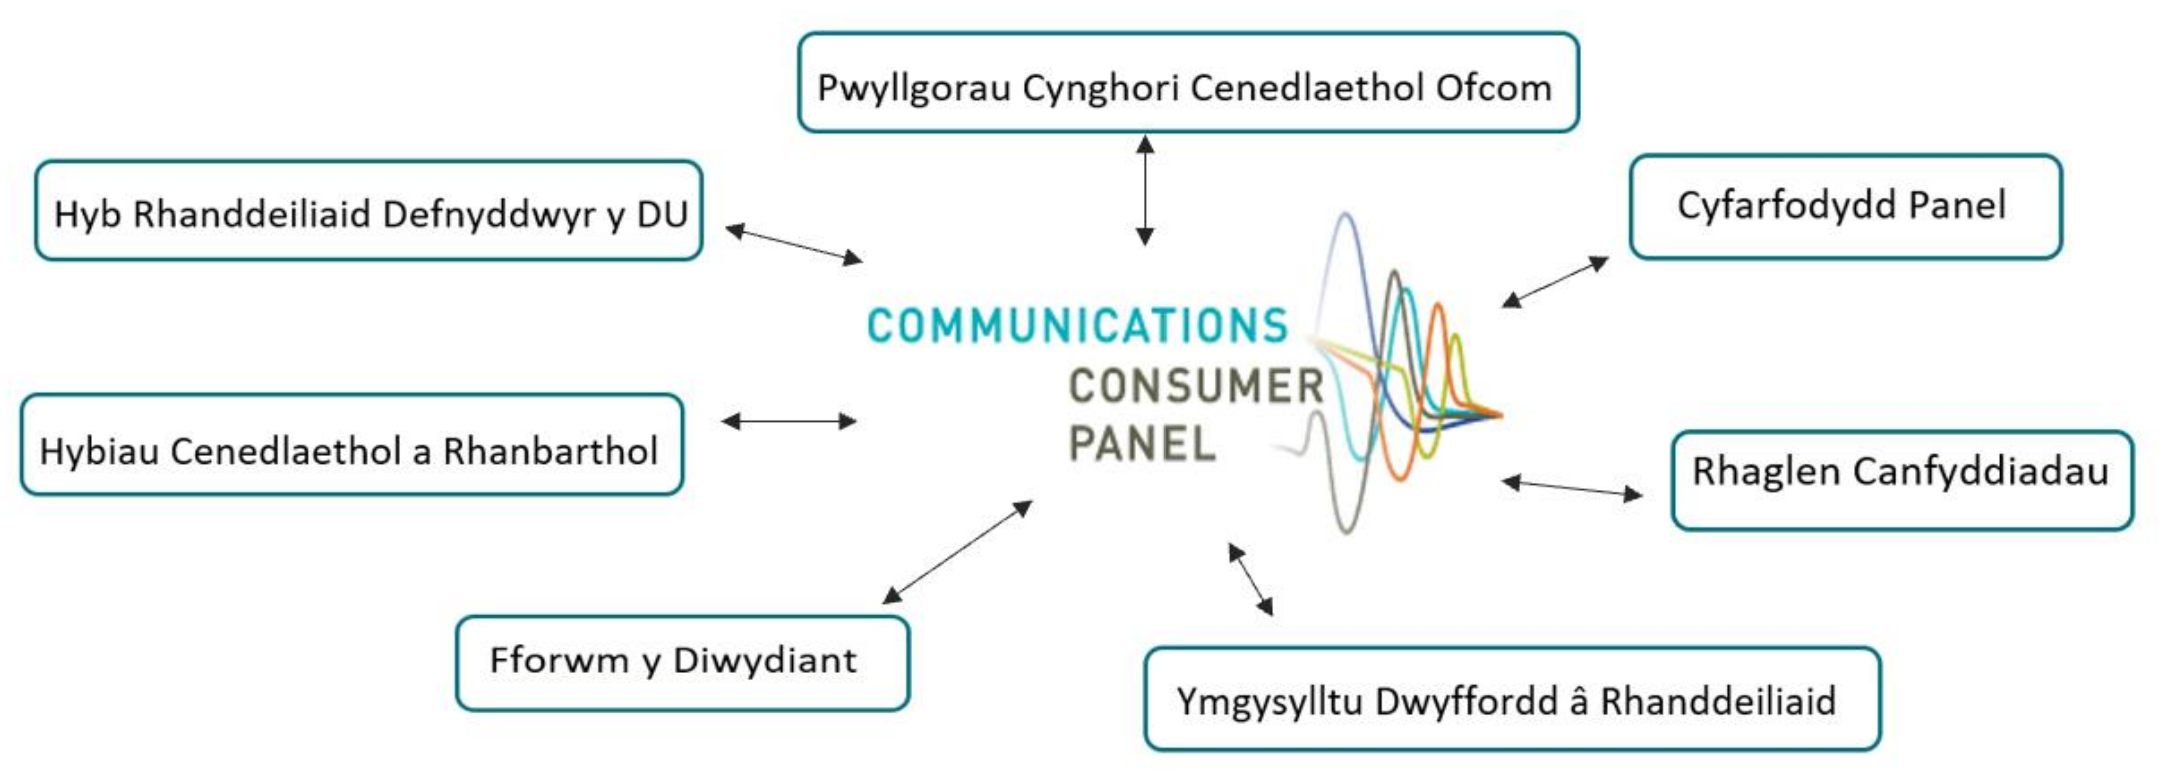 Pwyllgorau Cynghori Cenedlaethol Ofcom
Hyb Rhanddeiliaid Defnyddwyr y DU
Cyfarfodydd Panel
COMMUNICATIONS
CONSUMER
PANEL
Hybiau Cenedlaethol a Rhanbarthol
Rhaglen Canfyddiadau
Fforwm y Diwydiant
Ymgysylltu Dwyffordd â Rhanddeiliaid